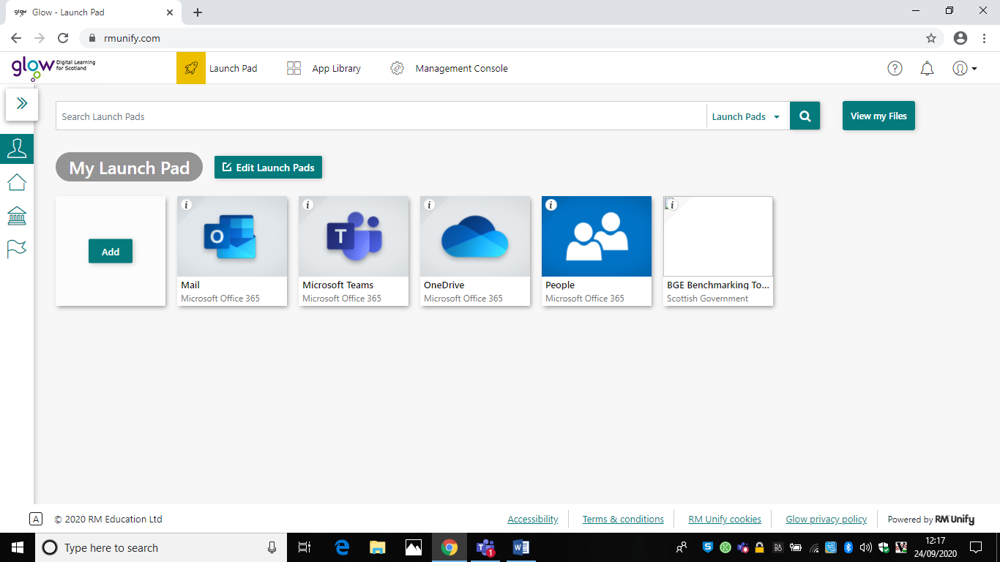 glow Glow - Launch Pad
rmunify.com
glow Digital Learning for Scotland
Launch Pad App Library Management Console
Search Launch Pads Launch Pads View my Files
My Launch Pad Edit Launch Pads
Add
Mail
Microsoft Office 365
Microsoft Teams
Microsoft Office 365
OneDrive
Microsoft Office 365
People
Microsoft Office 365
BGE Benchmarking To...
Scottish Government
A © 2020 RM Education Ltd
Accessibility Terms & conditions RM Unify cookies Glow privacy policy Powered by RM Unify
Type here to search
12:17
24/09/2020